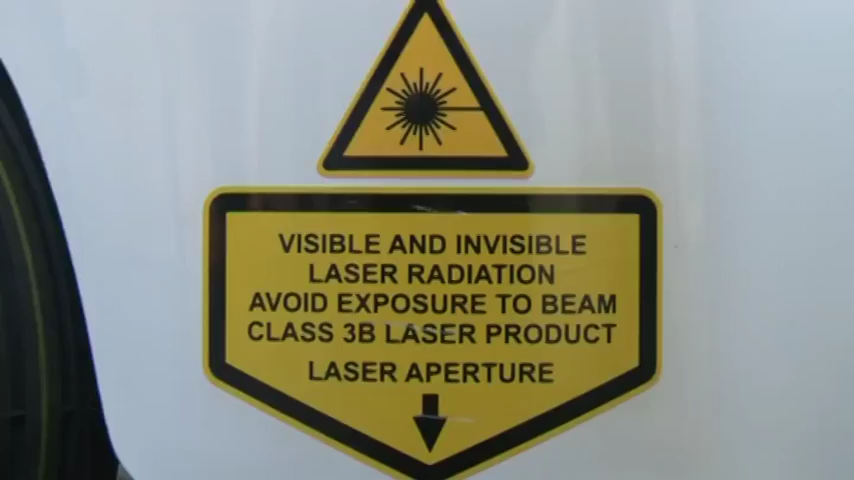 VISIBLE AND INVISIBLE
LASER RADIATION
AVOID EXPOSURE TO BEAM
CLASS 3B LASER PRODUCT
LASER APERTURE